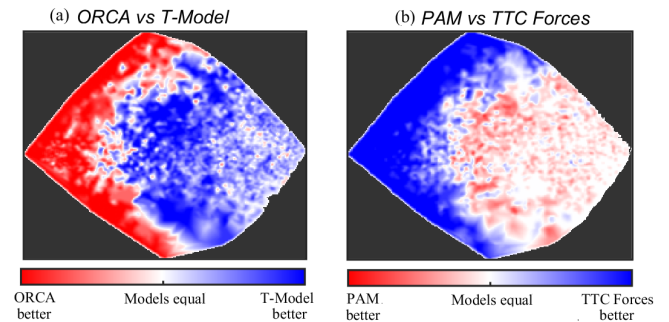 (a) ORCA vs T-Model
(b) PAM vs TTC Forces
ORCA better
Models equal
T-Model better
PAM better
Models equal
TTC Forces better